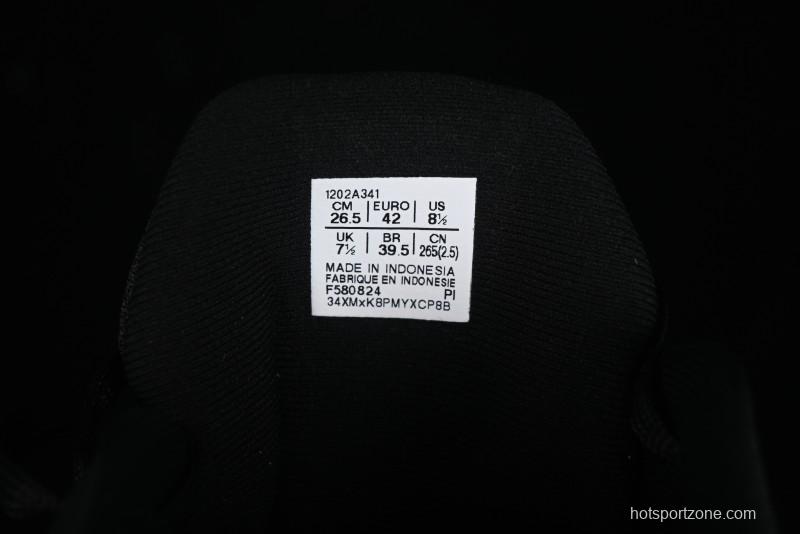 1202A341
CM | EURO | US
26.5 | 42 | 8½
UK | BR | CN
7½ | 39.5 | 265(2.5)
MADE IN INDONESIA
FABRIQUE EN INDONESIE
F580824 PI
34XMxK8PMYXCP8B
hotsportzone.com